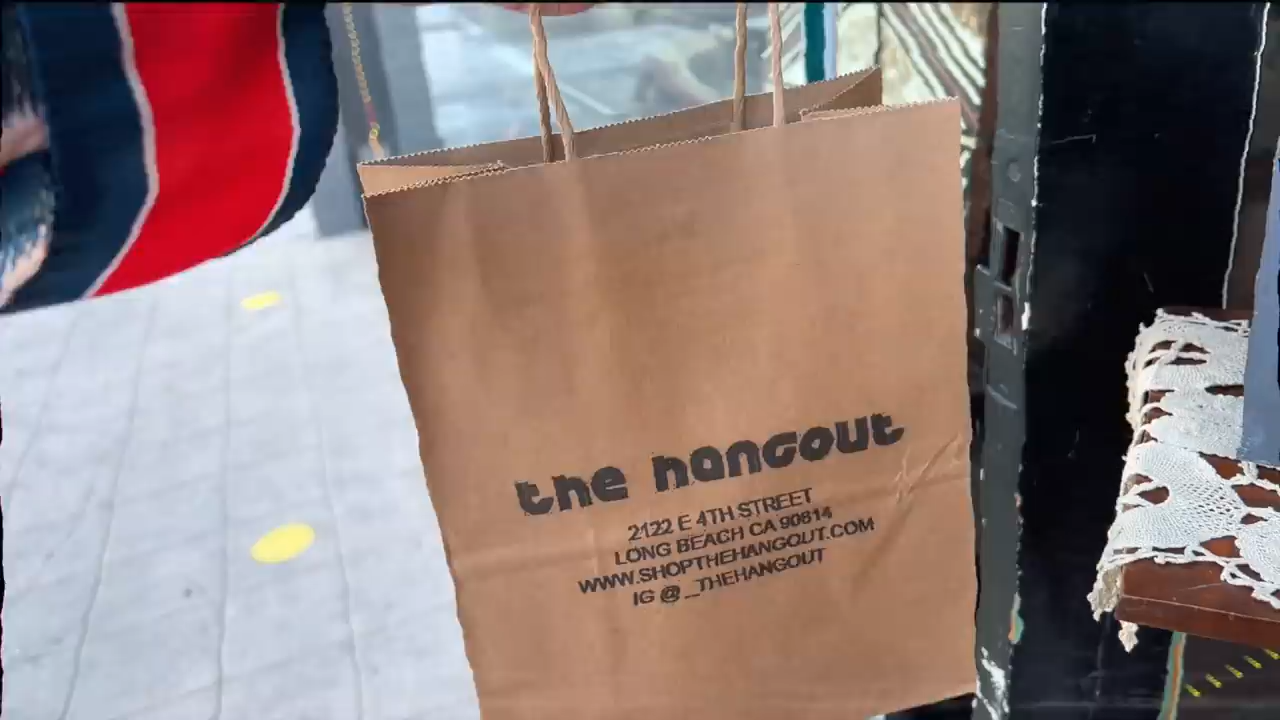 the hangout
2122 E 4TH STREET
LONG BEACH CA 90814
WWW.SHOPTHEHANGOUT.COM
IG @_THEHANGOUT